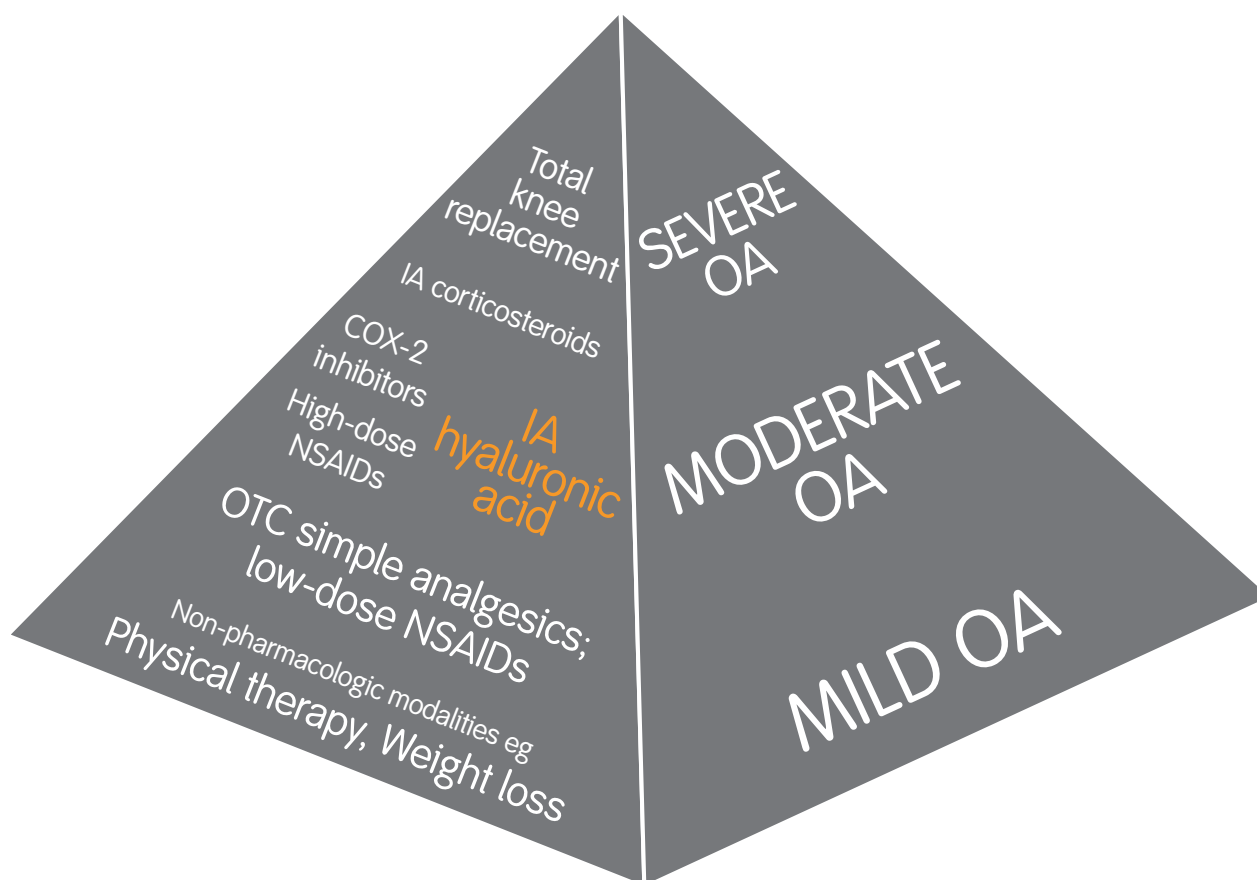 Total
knee
replacement
IA corticosteroids
COX-2
inhibitors
High-dose
NSAIDs
IA
hyaluronic
acid
OTC simple analgesics;
low-dose NSAIDs
Non-pharmacologic modalities eg
Physical therapy, Weight loss
SEVERE
OA
MODERATE
OA
MILD OA